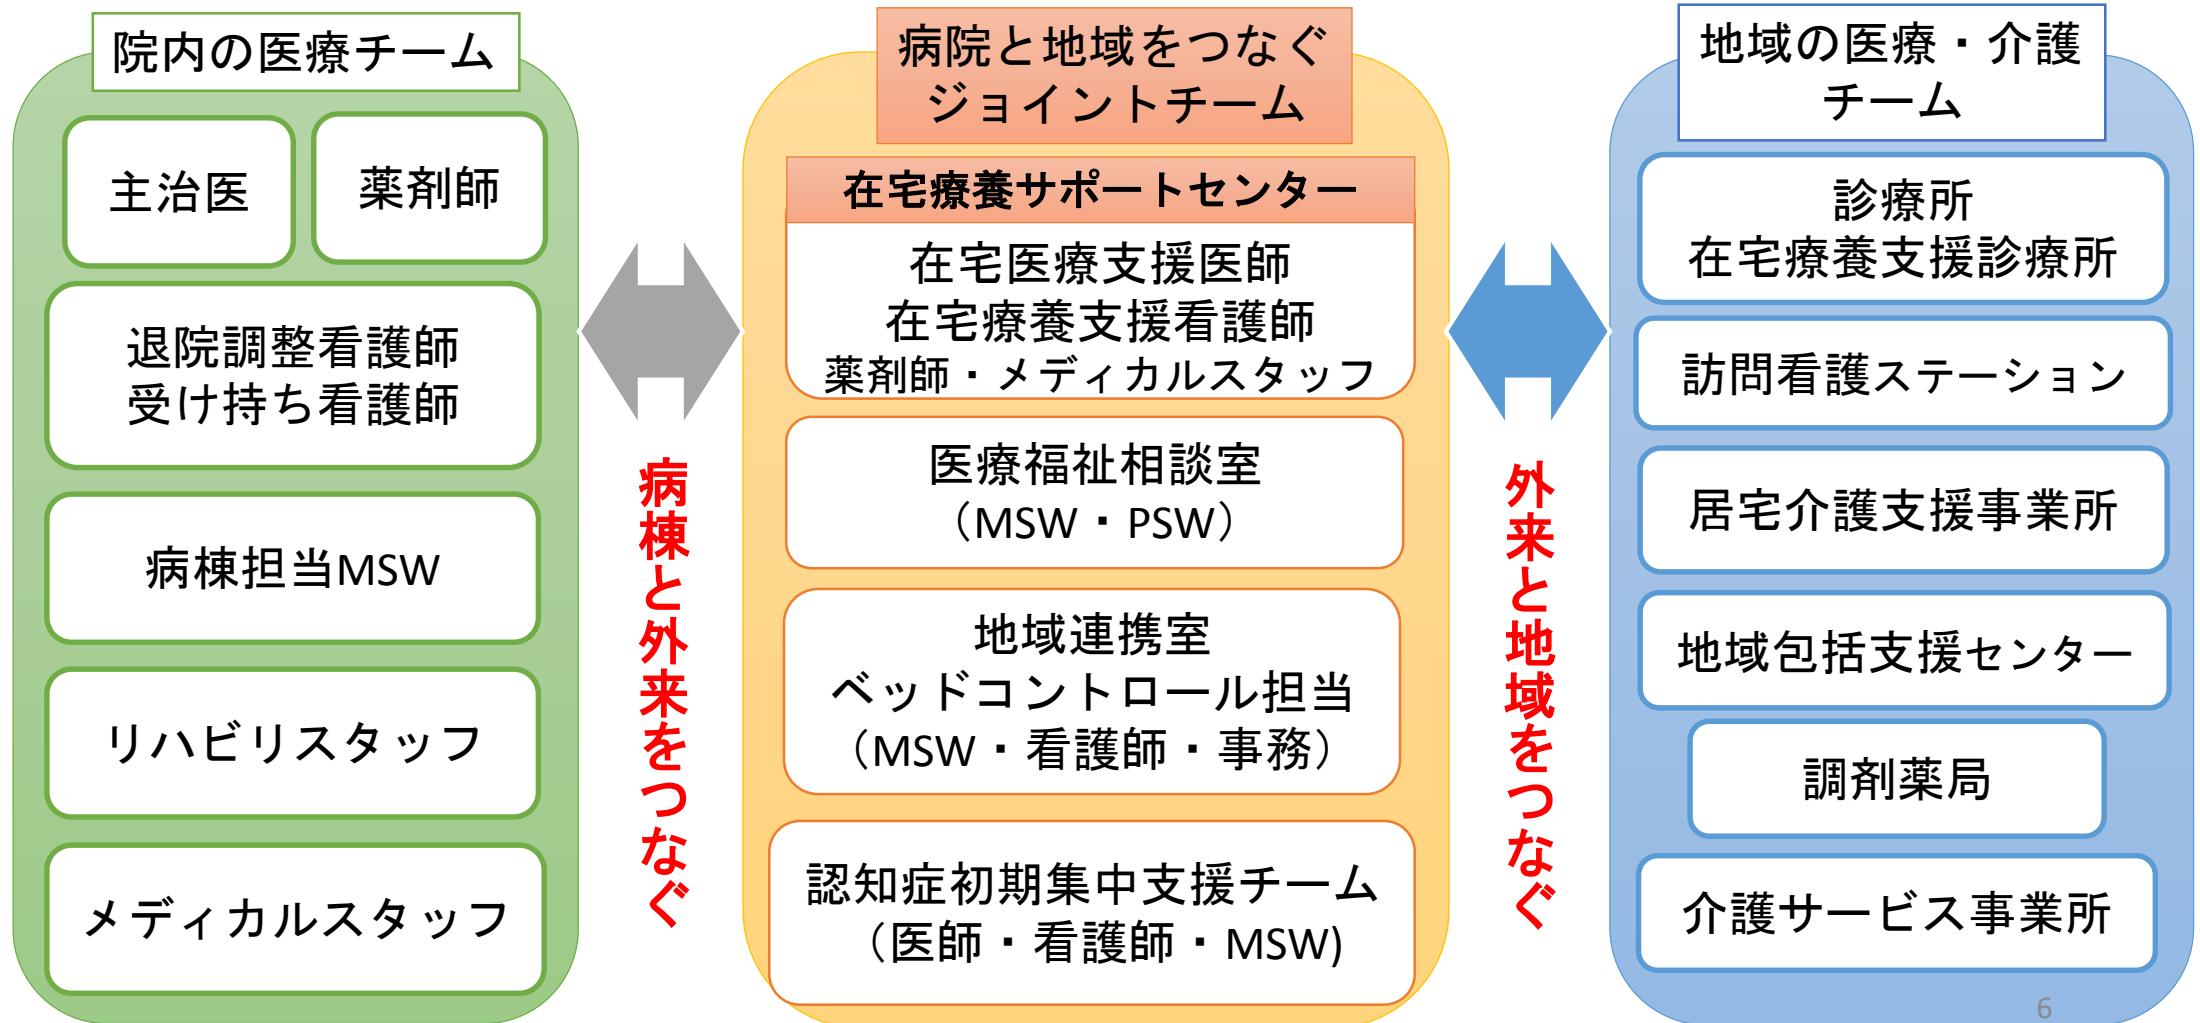 院内の医療チーム
主治医
薬剤師
退院調整看護師
受け持ち看護師
病棟担当MSW
リハビリスタッフ
メディカルスタッフ
病棟と外来をつなぐ
病院と地域をつなぐ
ジョイントチーム
在宅療養サポートセンター
在宅医療支援医師
在宅療養支援看護師
薬剤師・メディカルスタッフ
医療福祉相談室
（MSW・PSW）
地域連携室
ベッドコントロール担当
（MSW・看護師・事務）
認知症初期集中支援チーム
（医師・看護師・MSW)
外来と地域をつなぐ
地域の医療・介護
チーム
診療所
在宅療養支援診療所
訪問看護ステーション
居宅介護支援事業所
地域包括支援センター
調剤薬局
介護サービス事業所
6